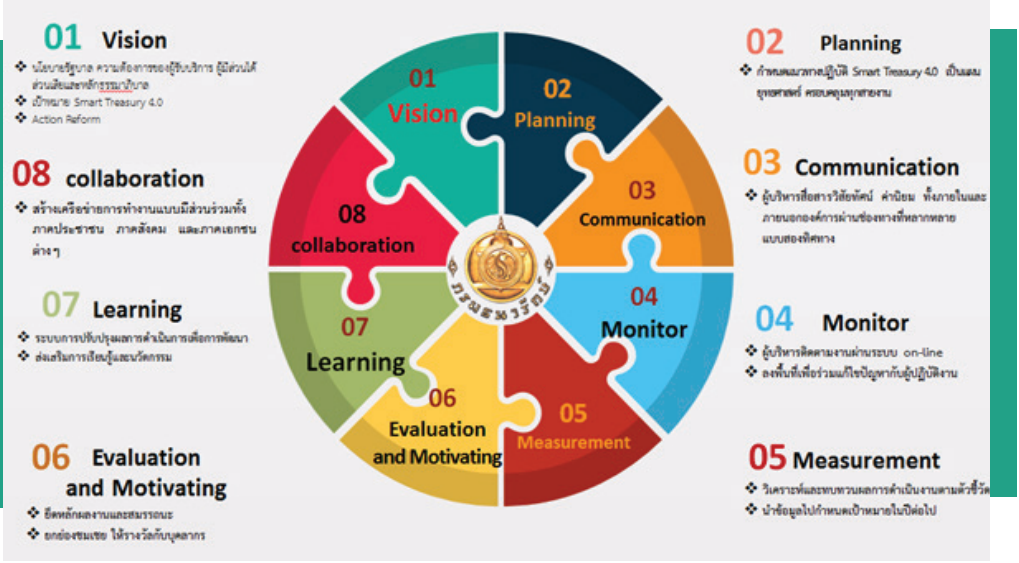 01 Vision
❖ นโยบายรัฐบาล ความต้องการของผู้รับบริการ ผู้มีส่วนได้
ส่วนเสียและหลักธรรมาภิบาล
❖ เป้าหมาย Smart Treasury 4.0
❖ Action Reform
08 collaboration
❖ สร้างเครือข่ายการทำงานแบบมีส่วนร่วมทั้ง
ภาคประชาชน ภาคสังคม และภาคเอกชน
ต่างๆ
07 Learning
❖ ระบบการปรับปรุงผลการดำเนินการเพื่อการพัฒนา
❖ ส่งเสริมการเรียนรู้และนวัตกรรม
06 Evaluation
and Motivating
❖ ยึดหลักผลงานและสมรรถนะ
❖ ยกย่องชมเชย ให้รางวัลกับบุคลากร
01
Vision
02
Planning
03
Communication
04
Monitor
05
Measurement
06
Evaluation
and Motivating
07
Learning
08
collaboration
กรมธนารักษ์
02 Planning
❖ กำหนดแนวทางปฏิบัติ Smart Treasury 4.0 เป็นแผน
ยุทธศาสตร์ ครอบคลุมทุกสายงาน
03 Communication
❖ ผู้บริหารสื่อสารวิสัยทัศน์ ค่านิยม ทั้งภายในและ
ภายนอกองค์การผ่านช่องทางที่หลากหลาย
แบบสองทิศทาง
04 Monitor
❖ ผู้บริหารติดตามงานผ่านระบบ on-line
❖ ลงพื้นที่เพื่อร่วมแก้ไขปัญหากับผู้ปฏิบัติงาน
05 Measurement
❖ วิเคราะห์และทบทวนผลการดำเนินงานตามตัวชี้วัด
❖ นำข้อมูลไปกำหนดเป้าหมายในปีต่อไป